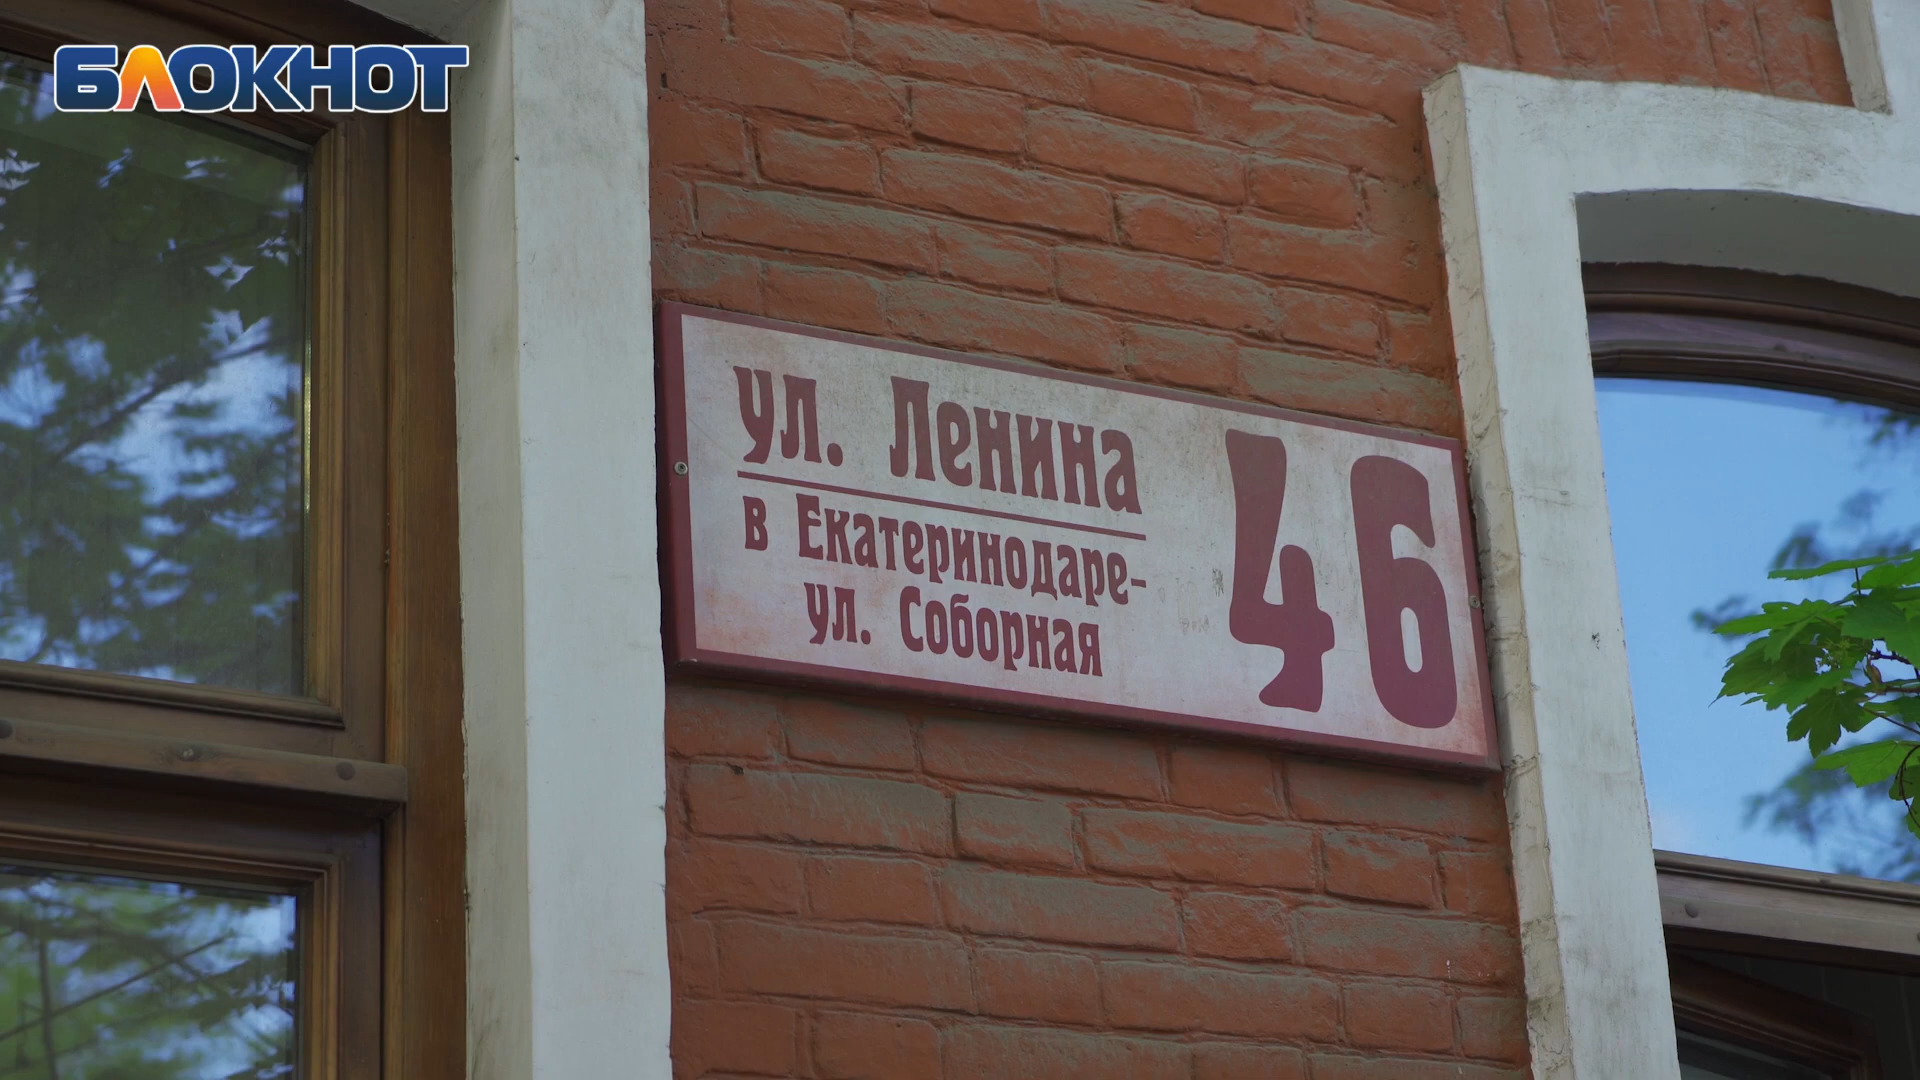 БЛОКНОТ
ул. Ленина
в Екатеринодаре-
ул. Соборная
46